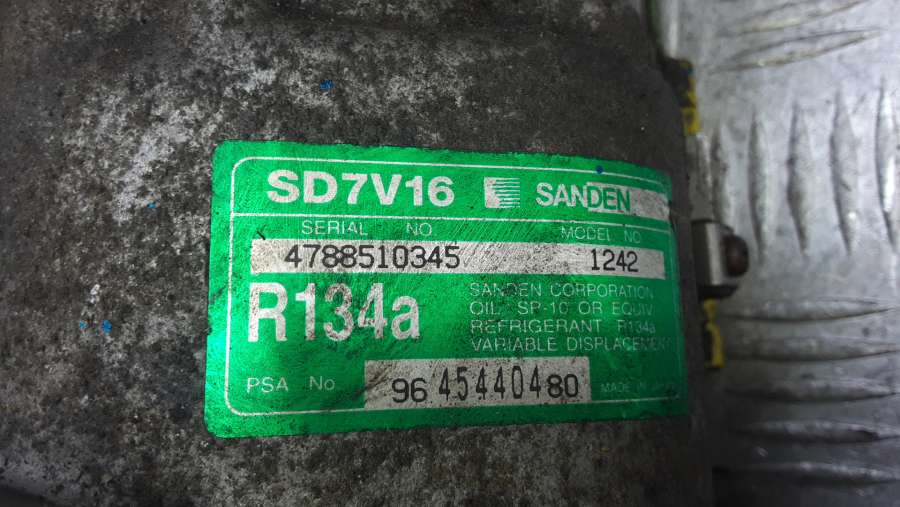 SD7V16 SANDEN
SERIAL NO. MODEL NO
4788510345 1242
R134a
SANDEN CORPORATION
OIL SP-10 OR EQUIV
REFRIGERANT R134a
VARIABLE DISPLACEMENT
PSA No. 96 454404 80 MADE IN